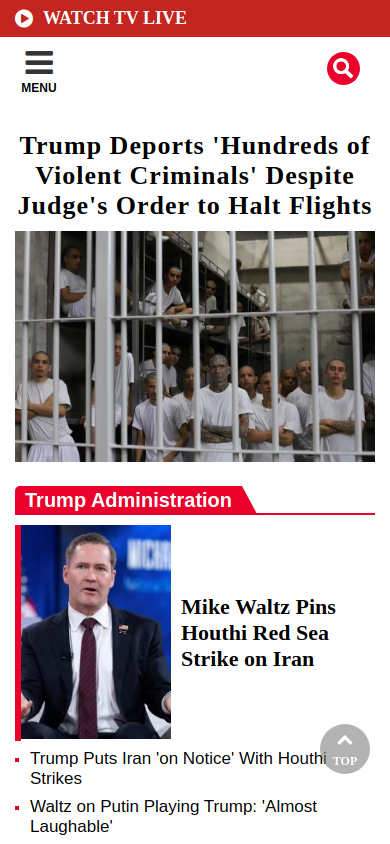 WATCH TV LIVE
MENU
Trump Deports 'Hundreds of
Violent Criminals' Despite
Judge's Order to Halt Flights
Trump Administration
Mike Waltz Pins
Houthi Red Sea
Strike on Iran
Trump Puts Iran 'on Notice' With Houthi
Strikes
TOP
Waltz on Putin Playing Trump: 'Almost
Laughable'